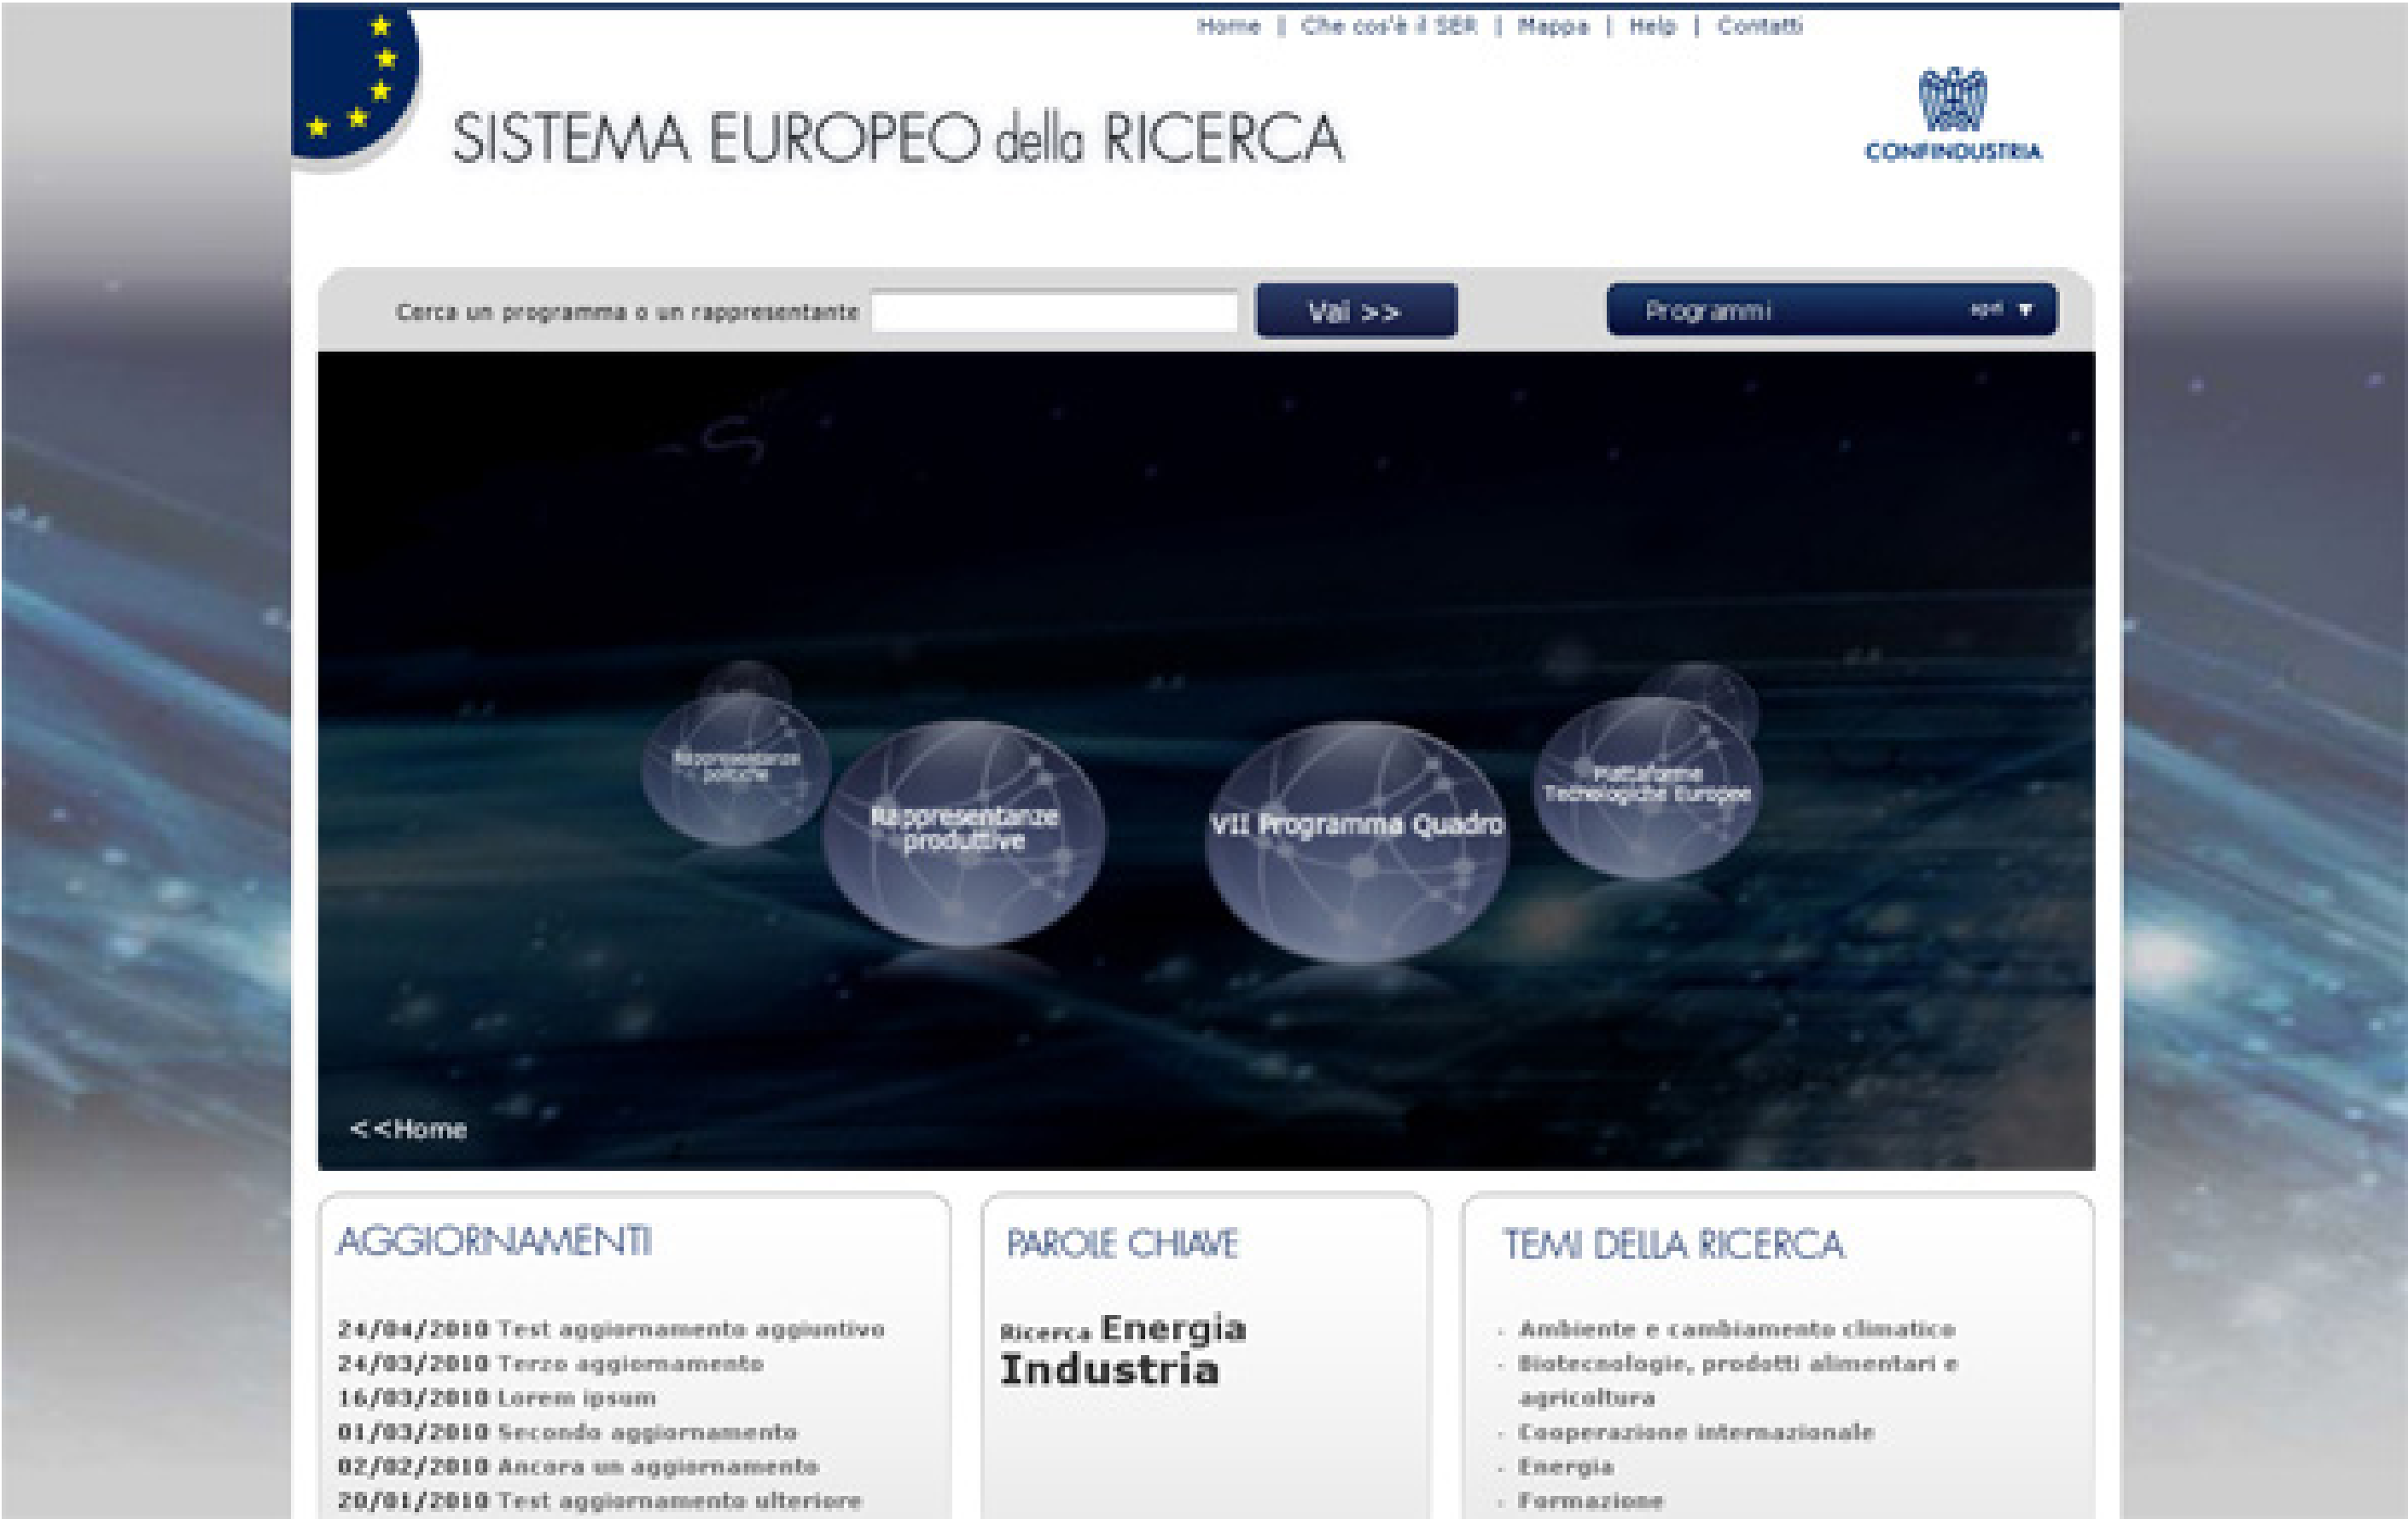 Home | Che cos'è il SER | Mappa | Help | Contatti
SISTEMA EUROPEO della RICERCA
CONFINDUSTRIA
Cerca un programma o un rappresentante
Vai >>
Programmi
apri ▼
Rappresentanze
politiche
Rappresentanze
produttive
VII Programma Quadro
Piattaforme
Tecnologiche Europee
<<Home
AGGIORNAMENTI
24/04/2010 Test aggiornamento aggiuntivo
24/03/2010 Terzo aggiornamento
16/03/2010 Lorem ipsum
01/03/2010 Secondo aggiornamento
02/02/2010 Ancora un aggiornamento
20/01/2010 Test aggiornamento ulteriore
PAROLE CHIAVE
Ricerca Energia
Industria
TEMI DELLA RICERCA
- Ambiente e cambiamento climatico
- Biotecnologie, prodotti alimentari e
agricoltura
- Cooperazione internazionale
- Energia
- Formazione